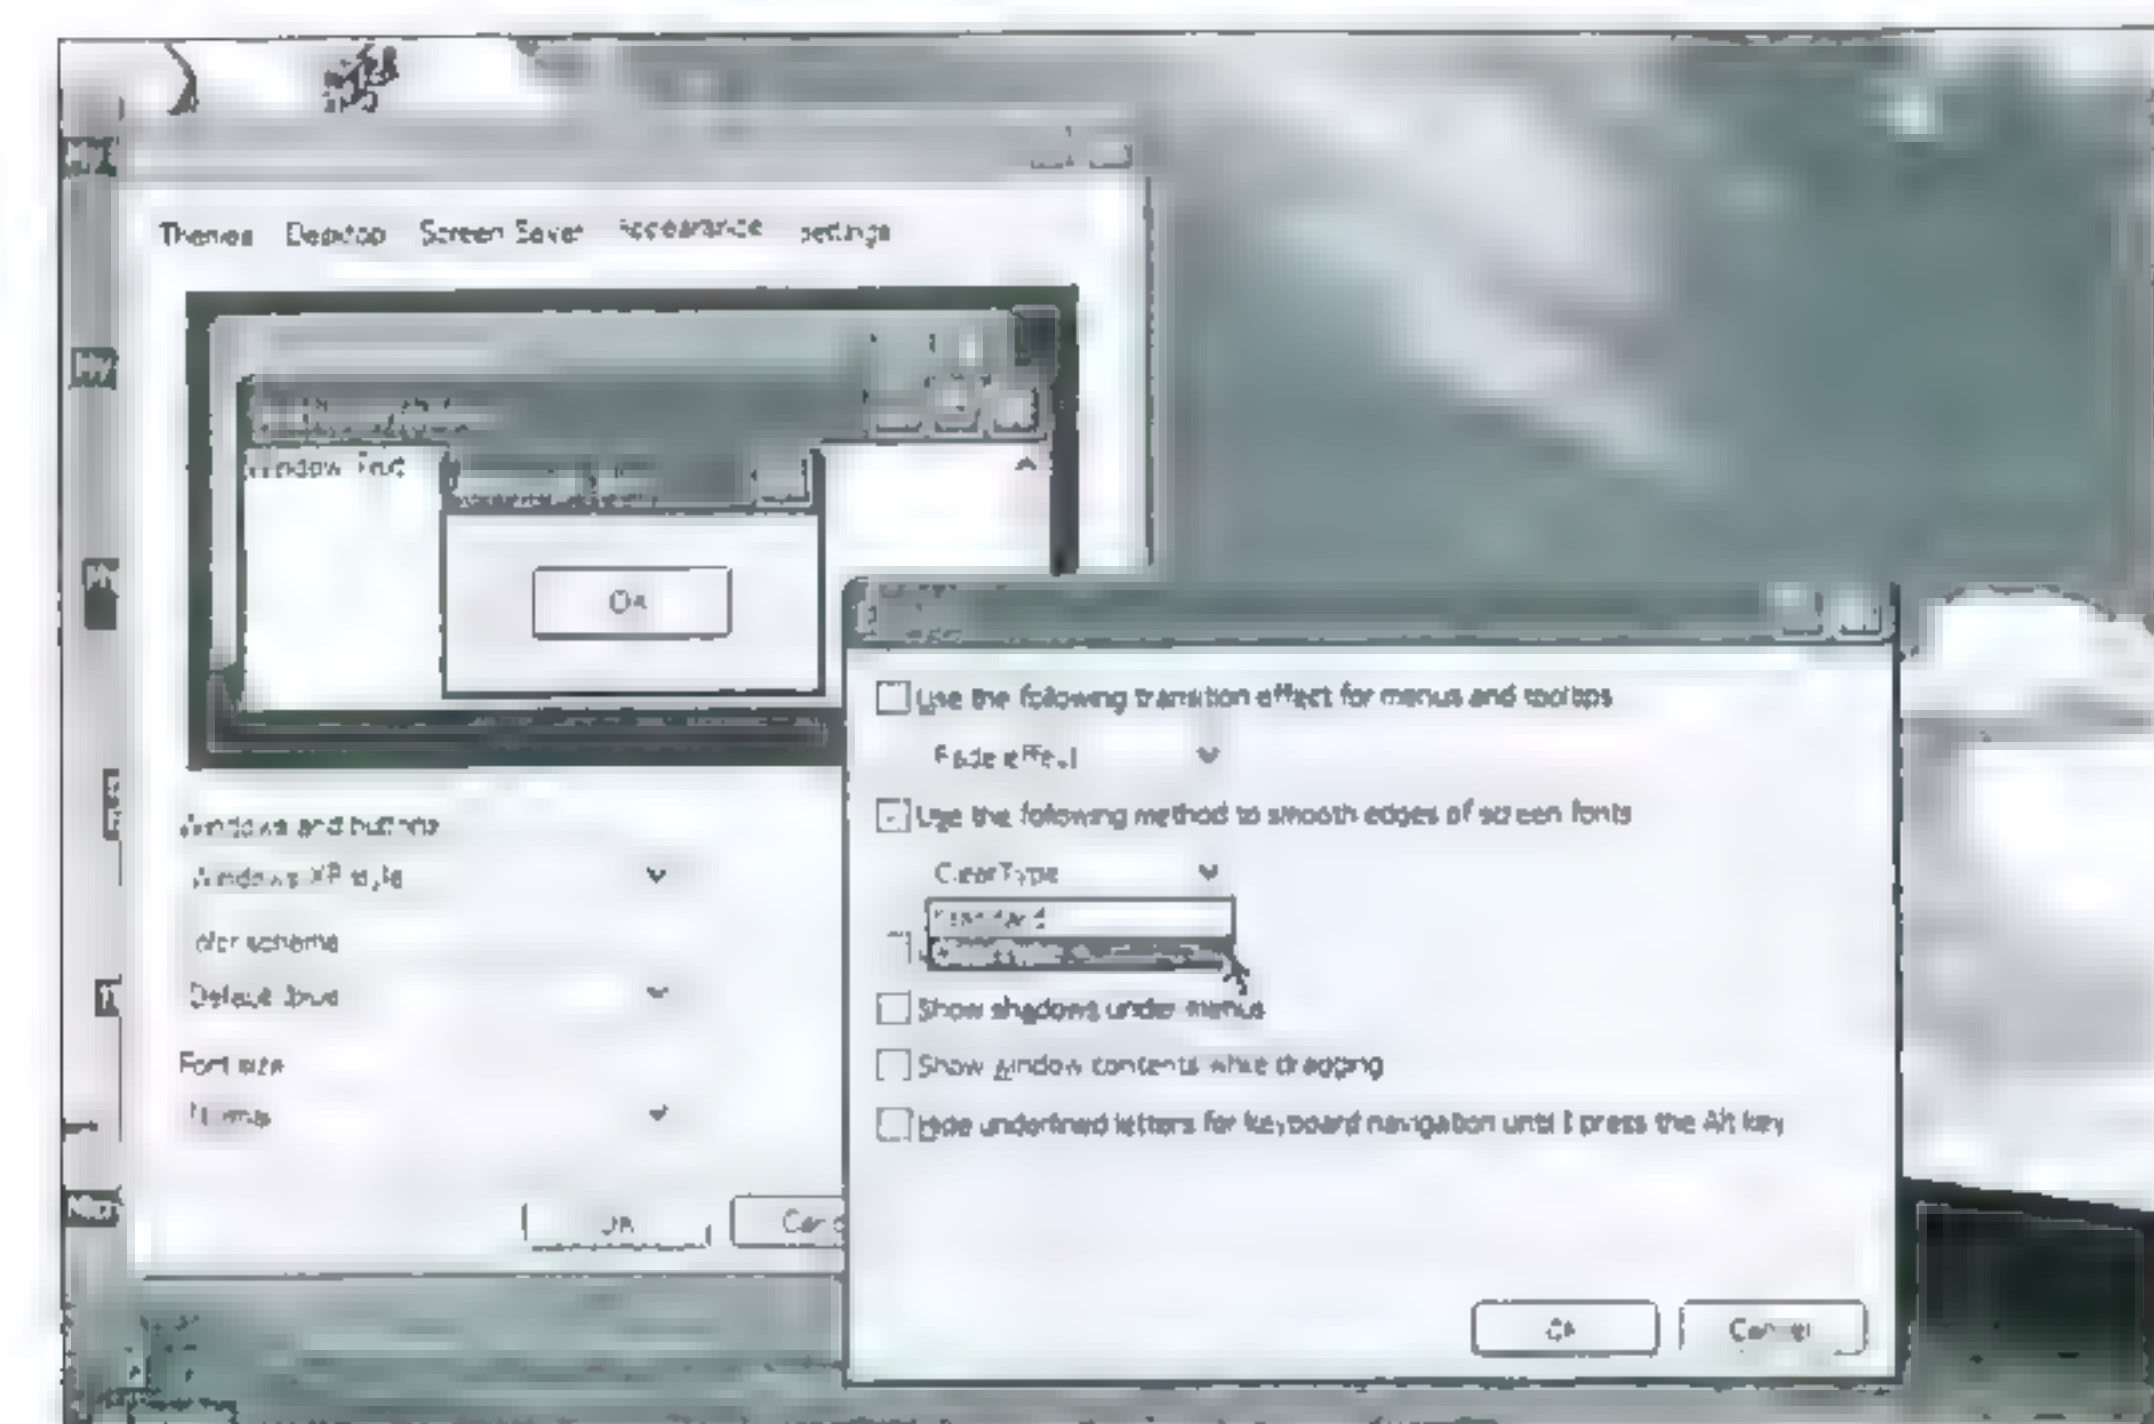 Themes Desktop Screen Saver Appearance Settings
Window Text
OK
Windows and buttons
Windows XP style
Color scheme
Default (blue)
Font size
Normal
OK Canc
Use the following transition effect for menus and tooltips
Fade effect
Use the following method to smooth edges of screen fonts
ClearType
Standard
Show shadows under menus
Show window contents while dragging
Hide underlined letters for keyboard navigation until I press the Alt key
OK Cancel